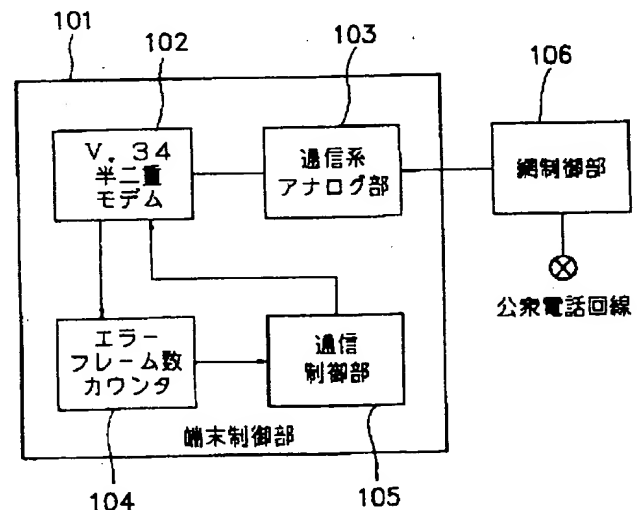 101
102
103
106
V．34
半二重
モデム
通信系
アナログ部
網制御部
公衆電話回線
エラー
フレーム数
カウンタ
通信
制御部
端末制御部
104
105